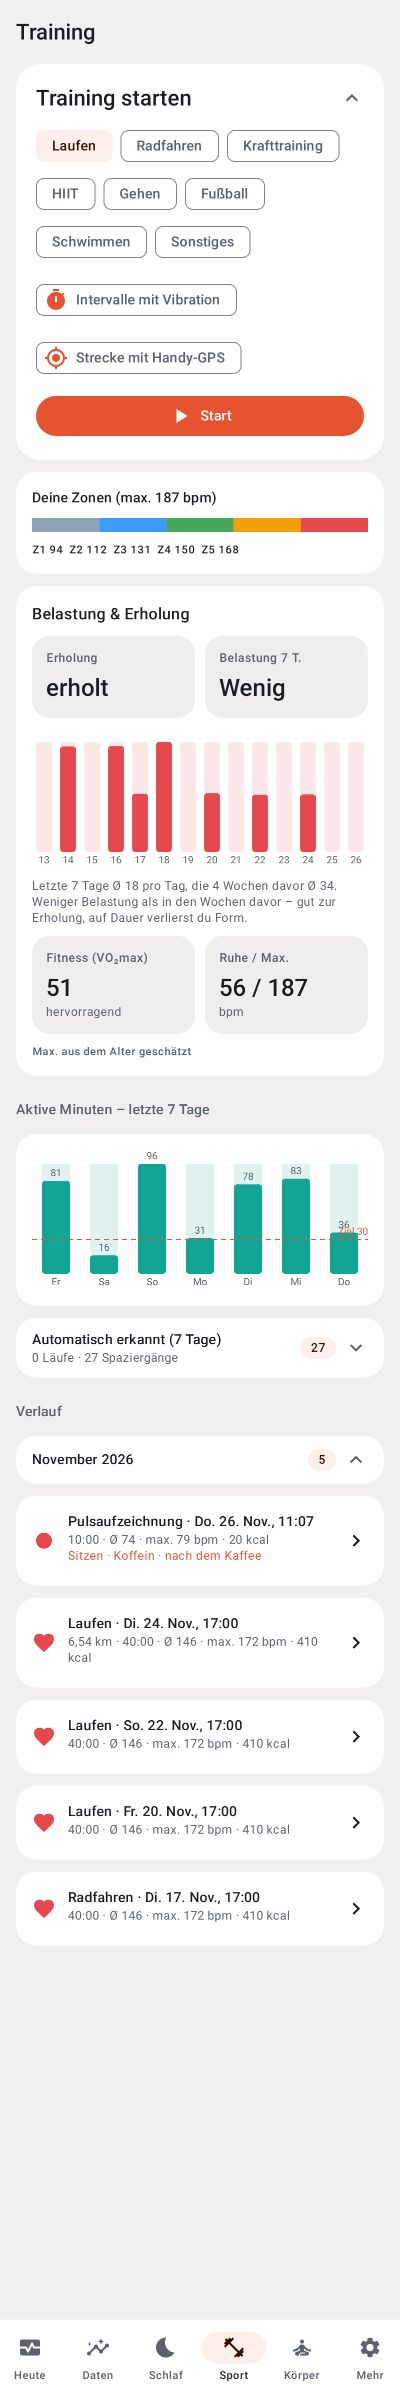 Training
Training starten
Laufen
Radfahren
Krafttraining
HIIT
Gehen
Fußball
Schwimmen
Sonstiges
Intervalle mit Vibration
Strecke mit Handy-GPS
Start
Deine Zonen (max. 187 bpm)
Z1 94 Z2 112 Z3 131 Z4 150 Z5 168
Belastung & Erholung
Erholung
erholt
Belastung 7 T.
Wenig
13 14 15 16 17 18 19 20 21 22 23 24 25 26
Letzte 7 Tage Ø 18 pro Tag, die 4 Wochen davor Ø 34.
Weniger Belastung als in den Wochen davor – gut zur
Erholung, auf Dauer verlierst du Form.
Fitness (VO₂max)
51
hervorragend
Ruhe / Max.
56 / 187
bpm
Max. aus dem Alter geschätzt
Aktive Minuten – letzte 7 Tage
81 16 96 31 78 83 36
Ziel 30
Fr Sa So Mo Di Mi Do
Automatisch erkannt (7 Tage)
0 Läufe · 27 Spaziergänge
27
Verlauf
November 2026
5
Pulsaufzeichnung · Do. 26. Nov., 11:07
10:00 · Ø 74 · max. 79 bpm · 20 kcal
Sitzen · Koffein · nach dem Kaffee
Laufen · Di. 24. Nov., 17:00
6,54 km · 40:00 · Ø 146 · max. 172 bpm · 410
kcal
Laufen · So. 22. Nov., 17:00
40:00 · Ø 146 · max. 172 bpm · 410 kcal
Laufen · Fr. 20. Nov., 17:00
40:00 · Ø 146 · max. 172 bpm · 410 kcal
Radfahren · Di. 17. Nov., 17:00
40:00 · Ø 146 · max. 172 bpm · 410 kcal
Heute
Daten
Schlaf
Sport
Körper
Mehr